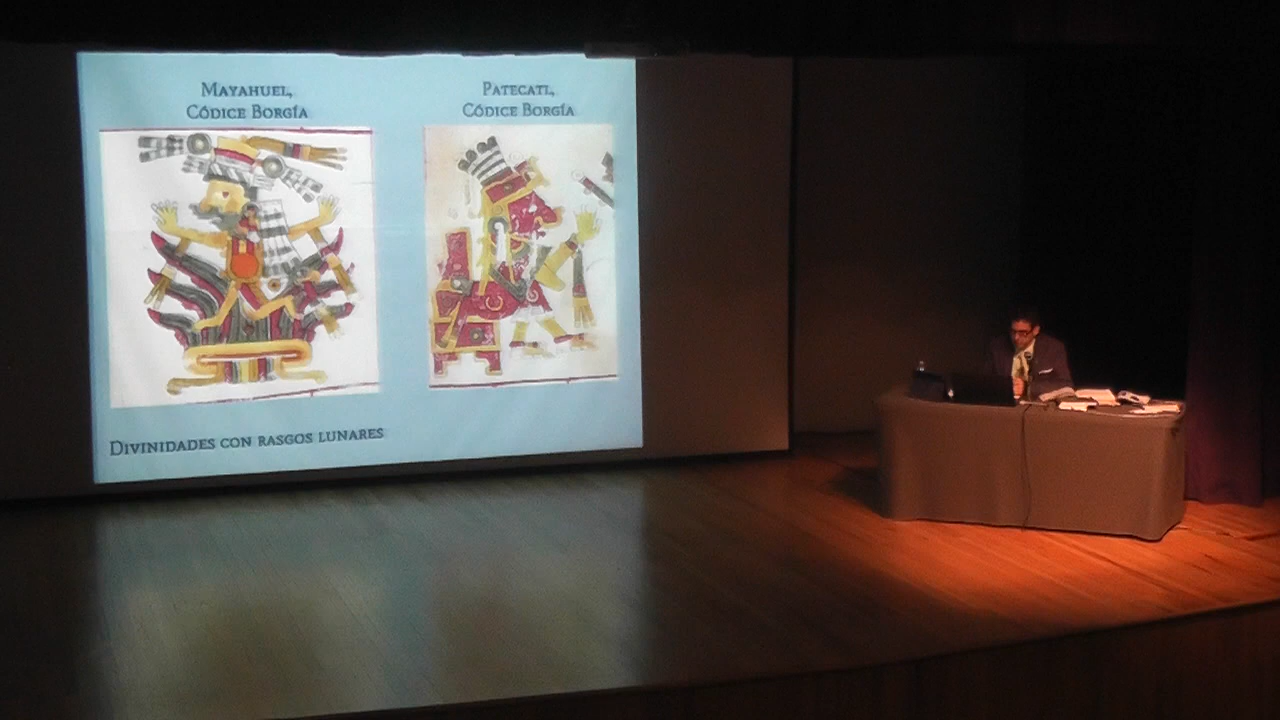 MAYAHUEL,
CÓDICE BORGÍA
PATECATL,
CÓDICE BORGÍA
DIVINIDADES CON RASGOS LUNARES